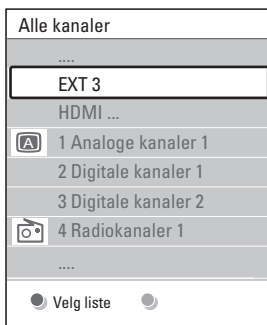 Alle kanaler
....
EXT 3
HDMI ...
A 1 Analoge kanaler 1
2 Digitale kanaler 1
3 Digitale kanaler 2
4 Radiokanaler 1
....
Velg liste